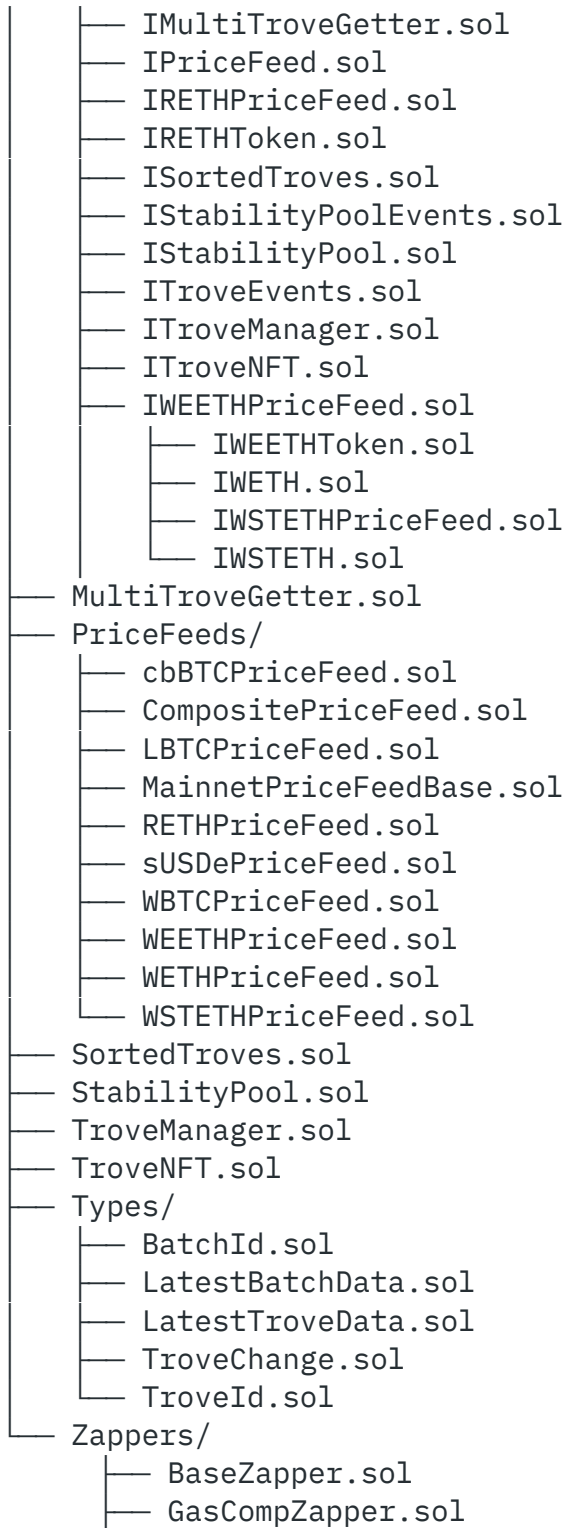 │   ├── IMultiTroveGetter.sol
│   ├── IPriceFeed.sol
│   ├── IRETHPriceFeed.sol
│   ├── IRETHToken.sol
│   ├── ISortedTroves.sol
│   ├── IStabilityPoolEvents.sol
│   ├── IStabilityPool.sol
│   ├── ITroveEvents.sol
│   ├── ITroveManager.sol
│   ├── ITroveNFT.sol
│   ├── IWEETHPriceFeed.sol
│   │   ├── IWEETHToken.sol
│   │   ├── IWETH.sol
│   │   ├── IWSTETHPriceFeed.sol
│   │   └── IWSTETH.sol
├── MultiTroveGetter.sol
├── PriceFeeds/
│   ├── cbBTCPriceFeed.sol
│   ├── CompositePriceFeed.sol
│   ├── LBTCPriceFeed.sol
│   ├── MainnetPriceFeedBase.sol
│   ├── RETHPriceFeed.sol
│   ├── sUSDePriceFeed.sol
│   ├── WBTCPriceFeed.sol
│   ├── WEETHPriceFeed.sol
│   ├── WETHPriceFeed.sol
│   └── WSTETHPriceFeed.sol
├── SortedTroves.sol
├── StabilityPool.sol
├── TroveManager.sol
├── TroveNFT.sol
├── Types/
│   ├── BatchId.sol
│   ├── LatestBatchData.sol
│   ├── LatestTroveData.sol
│   ├── TroveChange.sol
│   └── TroveId.sol
└── Zappers/
    ├── BaseZapper.sol
    ├── GasCompZapper.sol